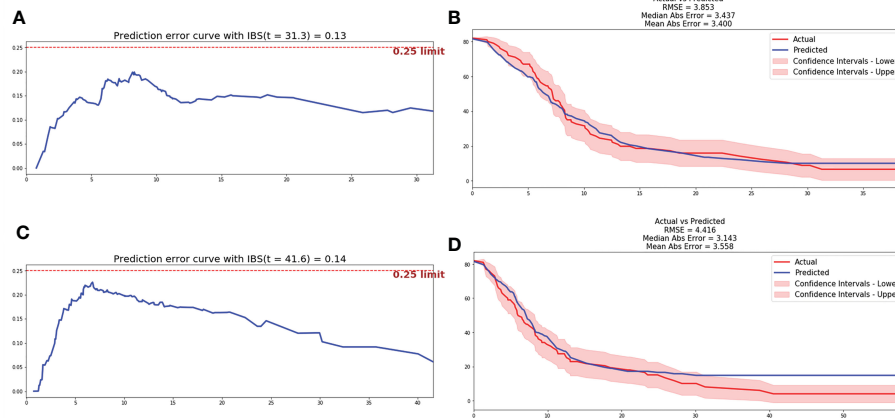 A
Prediction error curve with IBS(t = 31.3) = 0.13
0.25 limit
0.25
0.20
0.15
0.10
0.05
0.00
0 5 10 15 20 25 30
B
Actual vs Predicted
RMSE = 3.853
Median Abs Error = 3.437
Mean Abs Error = 3.400
Actual
Predicted
Confidence Intervals - Lowe
Confidence Intervals - Uppe
80
60
40
20
0
0 5 10 15 20 25 30 35
C
Prediction error curve with IBS(t = 41.6) = 0.14
0.25 limit
0.25
0.20
0.15
0.10
0.05
0.00
0 5 10 15 20 25 30 35 40
D
Actual vs Predicted
RMSE = 4.416
Median Abs Error = 3.143
Mean Abs Error = 3.558
Actual
Predicted
Confidence Intervals - Lowe
Confidence Intervals - Uppe
80
60
40
20
0
0 10 20 30 40 50